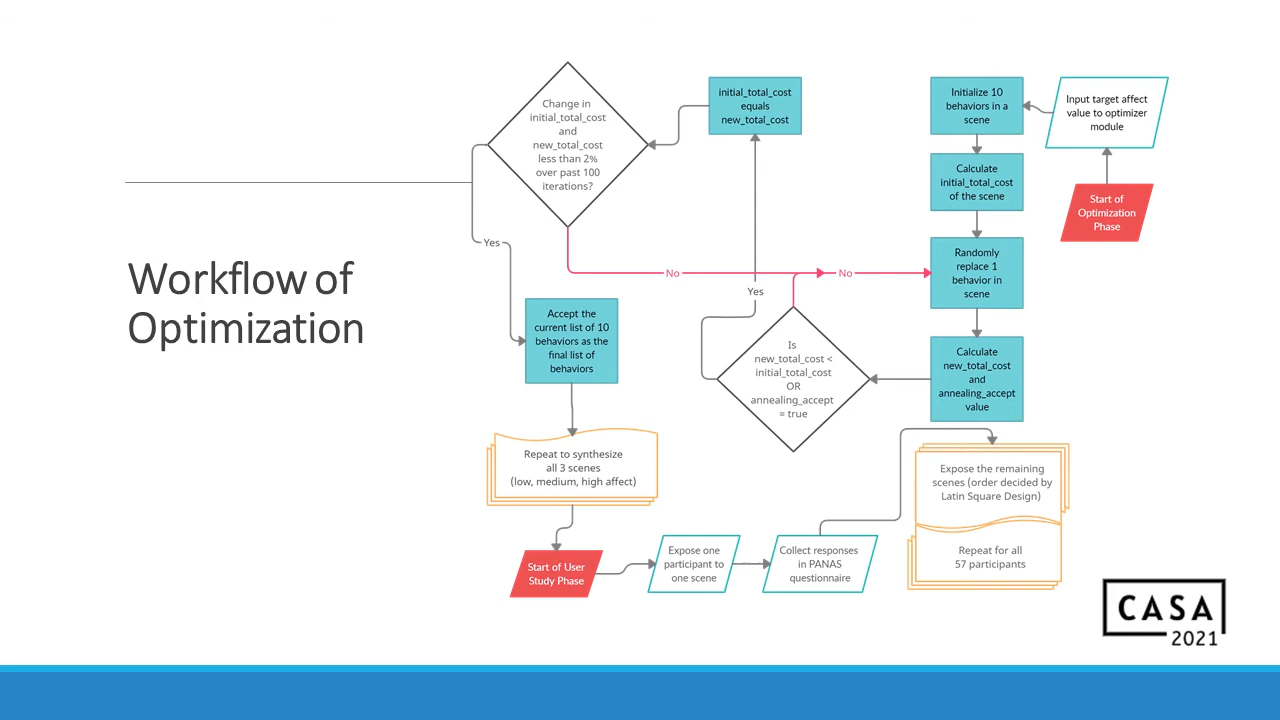 Workflow of
Optimization
Start of
Optimization
Phase
Input target affect
value to optimizer
module
Initialize 10
behaviors in a
scene
Calculate
initial_total_cost
of the scene
Randomly
replace 1
behavior in
scene
Calculate
new_total_cost
and
annealing_accept
value
Is
new_total_cost <
initial_total_cost
OR
annealing_accept
= true
No
Yes
initial_total_cost
equals
new_total_cost
Change in
initial_total_cost
and
new_total_cost
less than 2%
over past 100
iterations?
No
Yes
Accept the
current list of 10
behaviors as the
final list of
behaviors
Repeat to synthesize
all 3 scenes
(low, medium, high affect)
Start of User
Study Phase
Expose one
participant to
one scene
Collect responses
in PANAS
questionnaire
Expose the remaining
scenes (order decided by
Latin Square Design)
Repeat for all
57 participants
CASA
2021